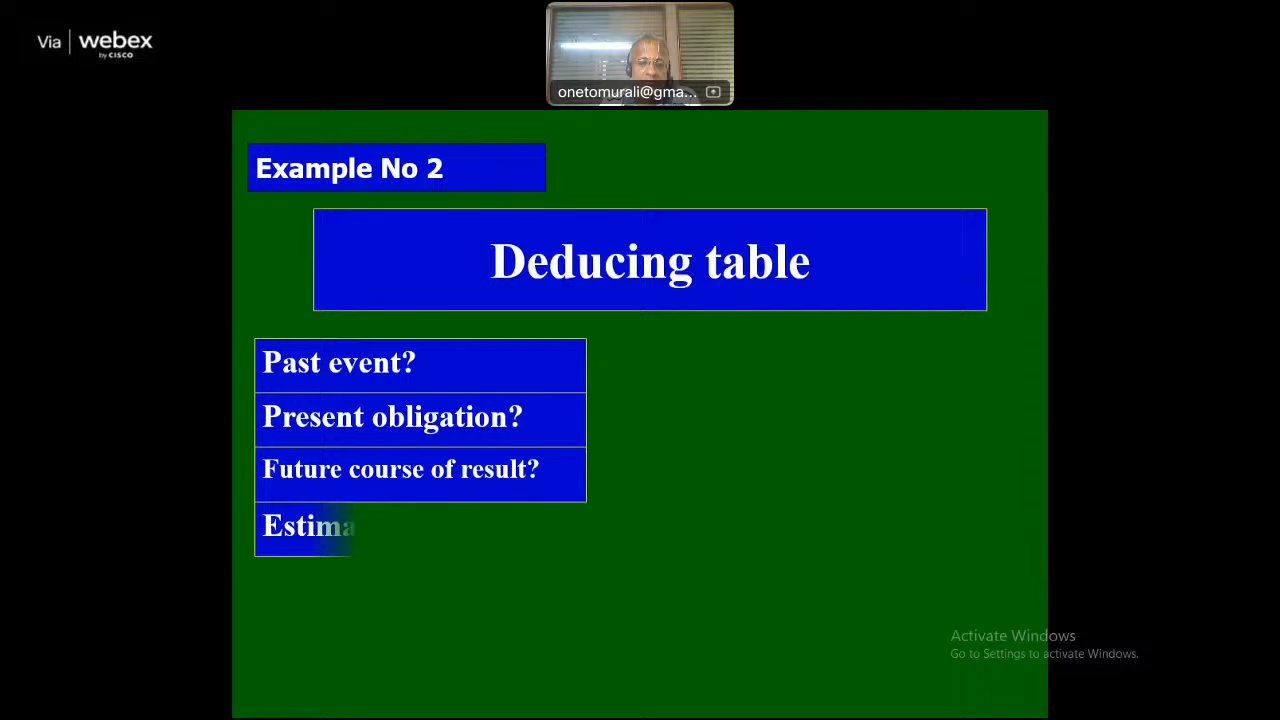 Via webex
by CISCO
onetomurali@gma...
Example No 2
Deducing table
Past event?
Present obligation?
Future course of result?
Estima
Activate Windows
Go to Settings to activate Windows.